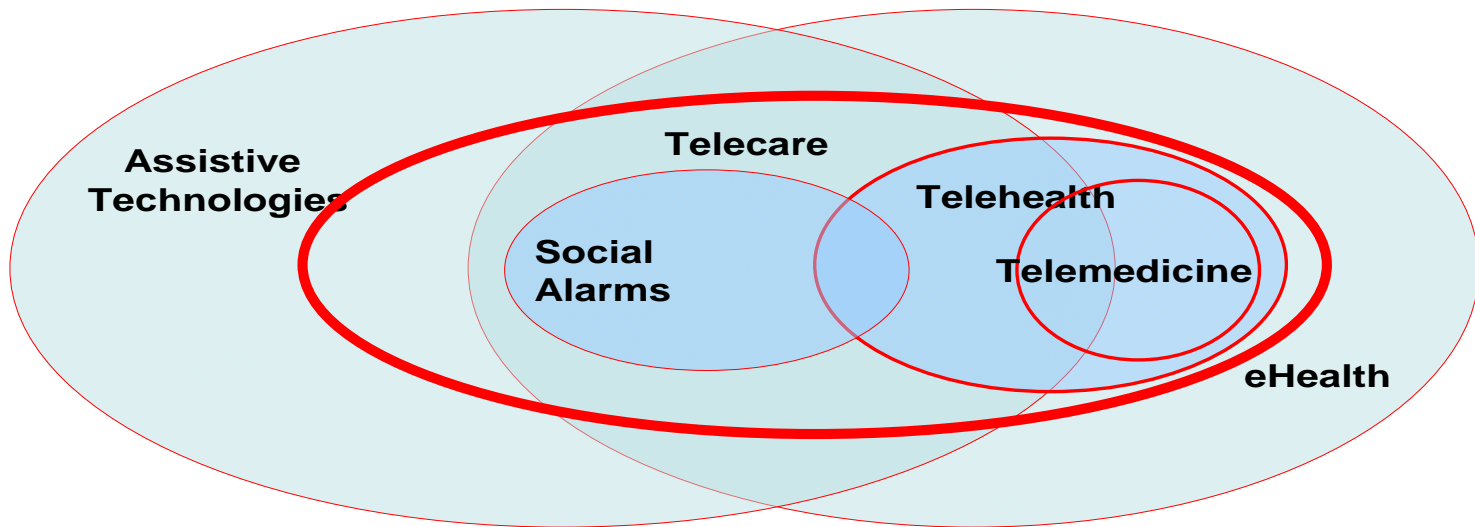 Telecare
Assistive
Technologies
Telehealth
Social
Alarms
Telemedicine
eHealth